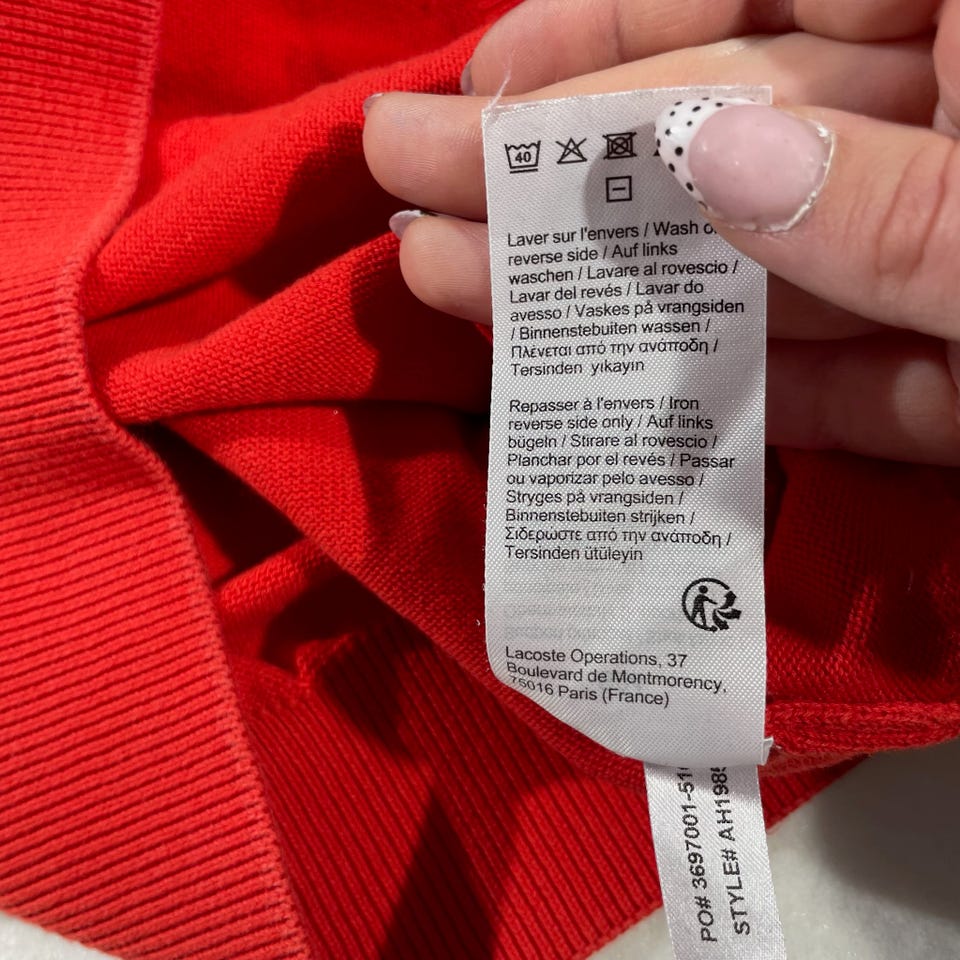 40
Laver sur l'envers / Wash
reverse side / Auf links
waschen / Lavare al rovescio /
Lavar del revés / Lavar do
avesso / Vaskes på vrangsiden
/ Binnenstebuiten wassen /
Πλένεται από την ανάποδη /
Tersinden yıkayın
Repasser à l'envers / Iron
reverse side only / Auf links
bügeln / Stirare al rovescio /
Planchar por el revés / Passar
ou vaporizar pelo avesso /
Stryges på vrangsiden /
Binnenstebuiten strijken /
Σιδερώστε από την ανάποδη /
Tersinden ütüleyin
Lacoste Operations, 37
Boulevard de Montmorency,
75016 Paris (France)
PO# 3697001-51
STYLE# AH198